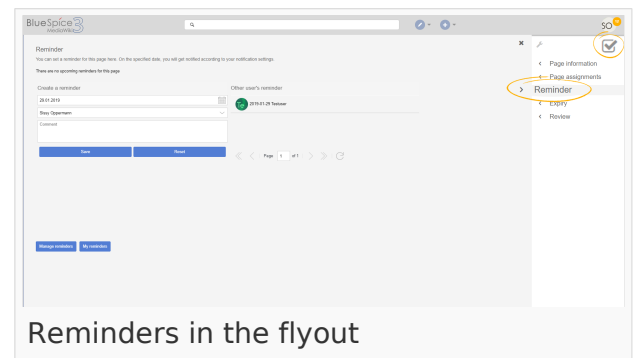 BlueSpice 3
MediaWiki
SO
Reminder
You can set a reminder for this page here. On the specified date, you will get notified according to your notification settings.
There are no upcoming reminders for this page
Create a reminder
Other user's reminder
28.01.2019
2019-01-29 Testuser
Sissy Oppermann
Comment
Save
Reset
Page 1 of 1
Manage reminders
My reminders
Page information
Page assignments
Reminder
Expiry
Review
Reminders in the flyout